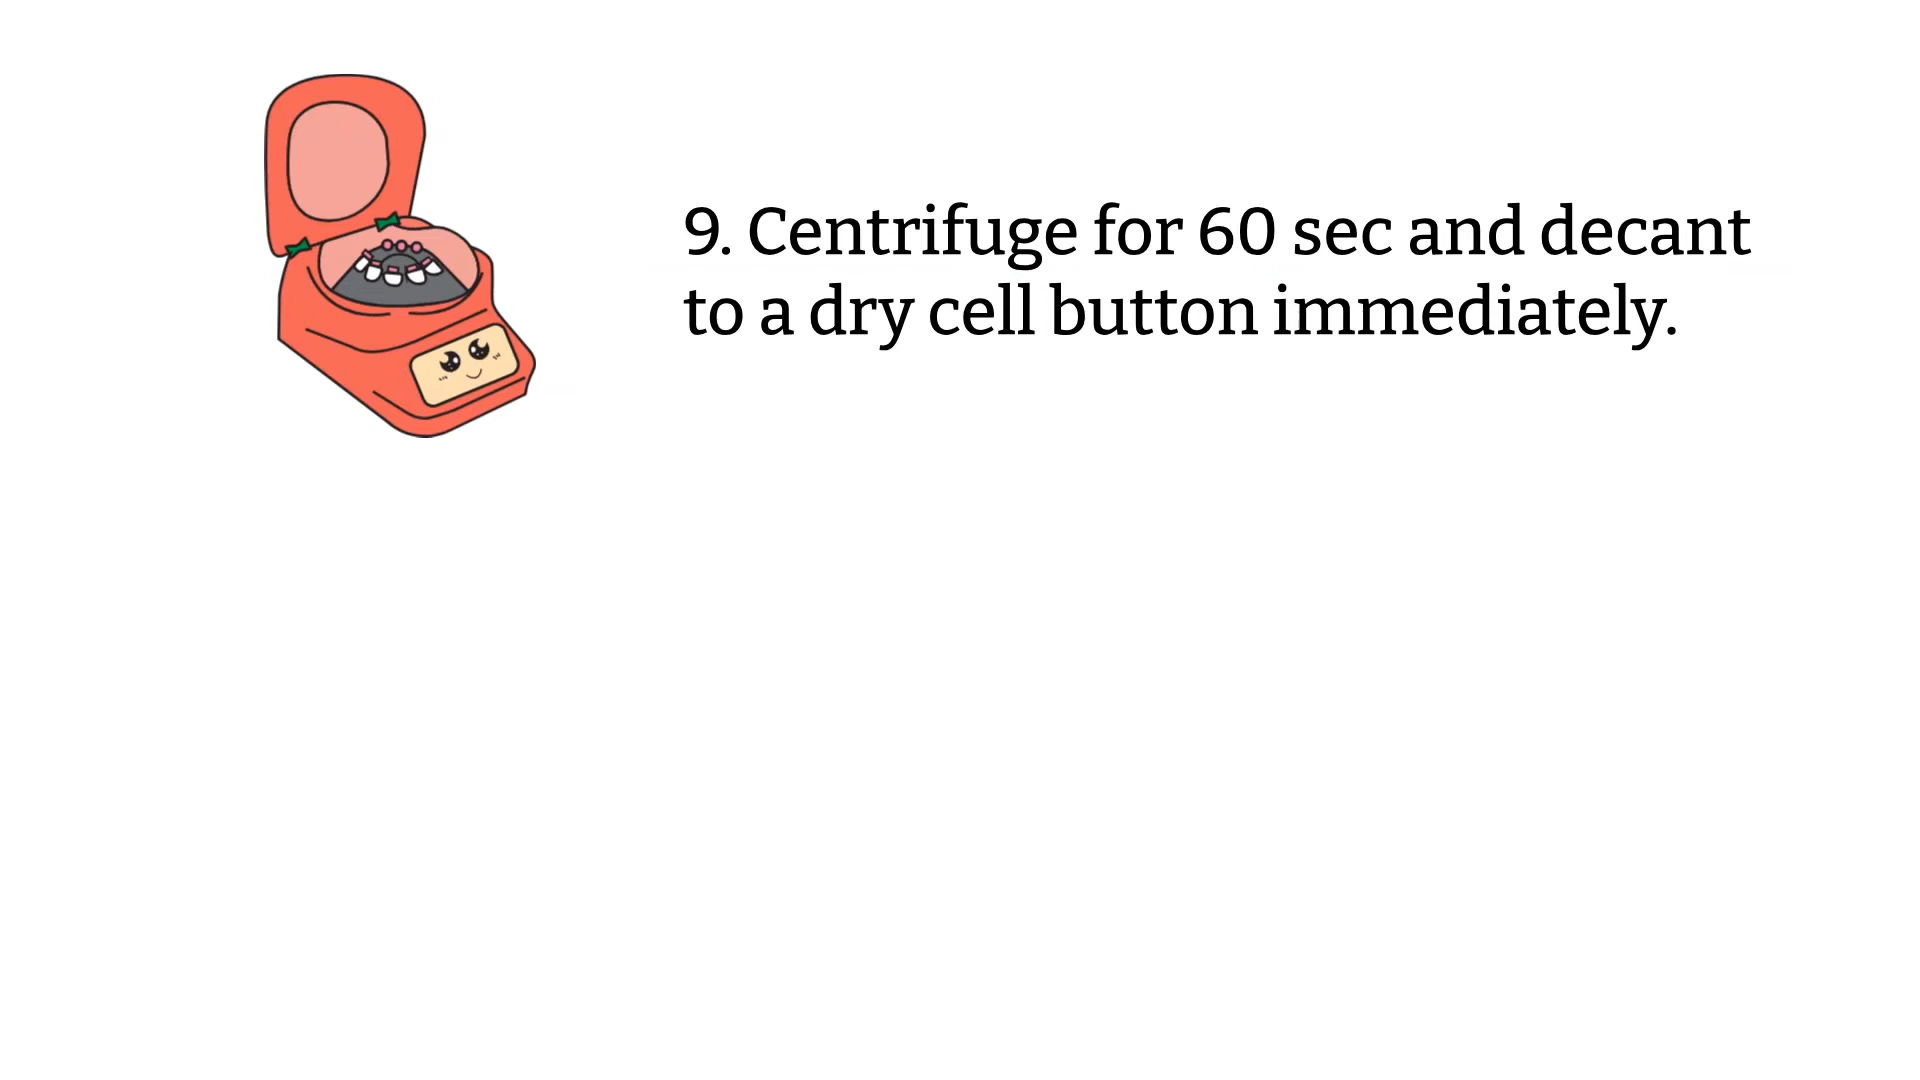 9. Centrifuge for 60 sec and decant
to a dry cell button immediately.